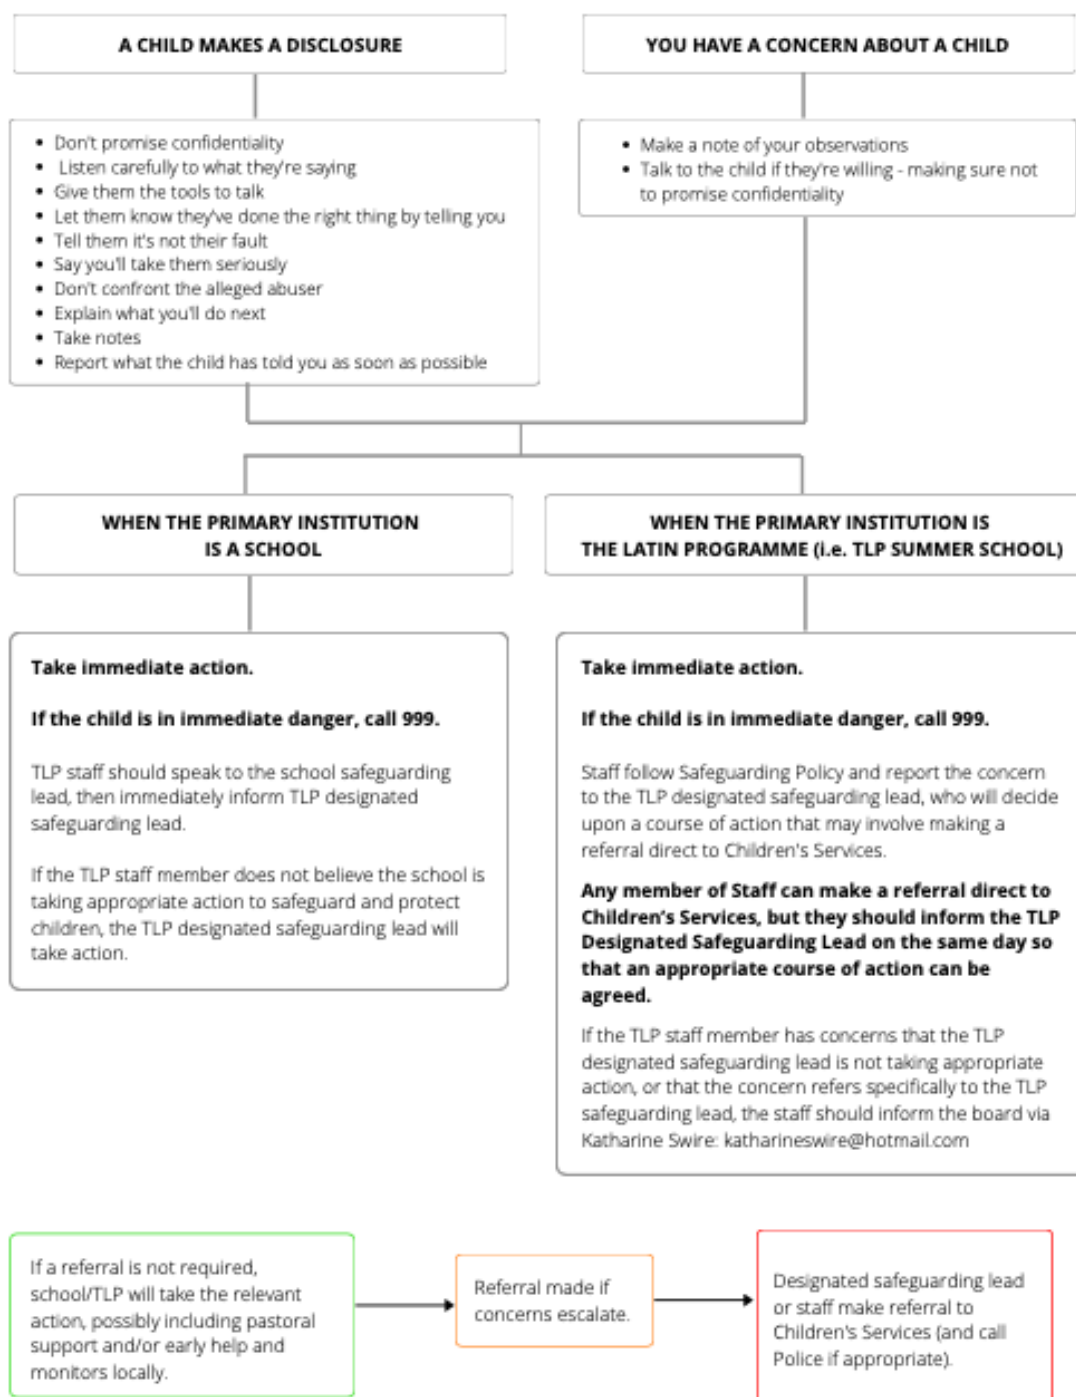 A CHILD MAKES A DISCLOSURE
YOU HAVE A CONCERN ABOUT A CHILD
• Don't promise confidentiality
• Listen carefully to what they're saying
• Give them the tools to talk
• Let them know they've done the right thing by telling you
• Tell them it's not their fault
• Say you'll take them seriously
• Don't confront the alleged abuser
• Explain what you'll do next
• Take notes
• Report what the child has told you as soon as possible
• Make a note of your observations
• Talk to the child if they're willing - making sure not
to promise confidentiality
WHEN THE PRIMARY INSTITUTION
IS A SCHOOL
WHEN THE PRIMARY INSTITUTION IS
THE LATIN PROGRAMME (i.e. TLP SUMMER SCHOOL)
Take immediate action.
If the child is in immediate danger, call 999.
TLP staff should speak to the school safeguarding
lead, then immediately inform TLP designated
safeguarding lead.
If the TLP staff member does not believe the school is
taking appropriate action to safeguard and protect
children, the TLP designated safeguarding lead will
take action.
Take immediate action.
If the child is in immediate danger, call 999.
Staff follow Safeguarding Policy and report the concern
to the TLP designated safeguarding lead, who will decide
upon a course of action that may involve making a
referral direct to Children's Services.
Any member of Staff can make a referral direct to
Children's Services, but they should inform the TLP
Designated Safeguarding Lead on the same day so
that an appropriate course of action can be
agreed.
If the TLP staff member has concerns that the TLP
designated safeguarding lead is not taking appropriate
action, or that the concern refers specifically to the TLP
safeguarding lead, the staff should inform the board via
Katharine Swire: katharineswire@hotmail.com
If a referral is not required,
school/TLP will take the relevant
action, possibly including pastoral
support and/or early help and
monitors locally.
Referral made if
concerns escalate.
Designated safeguarding lead
or staff make referral to
Children's Services (and call
Police if appropriate).